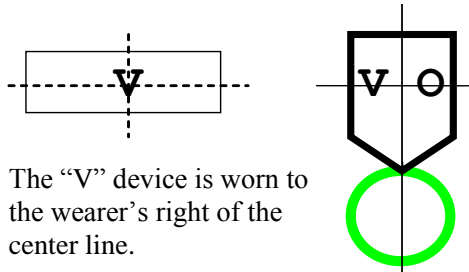 V
V O
The “V” device is worn to
the wearer’s right of the
center line.